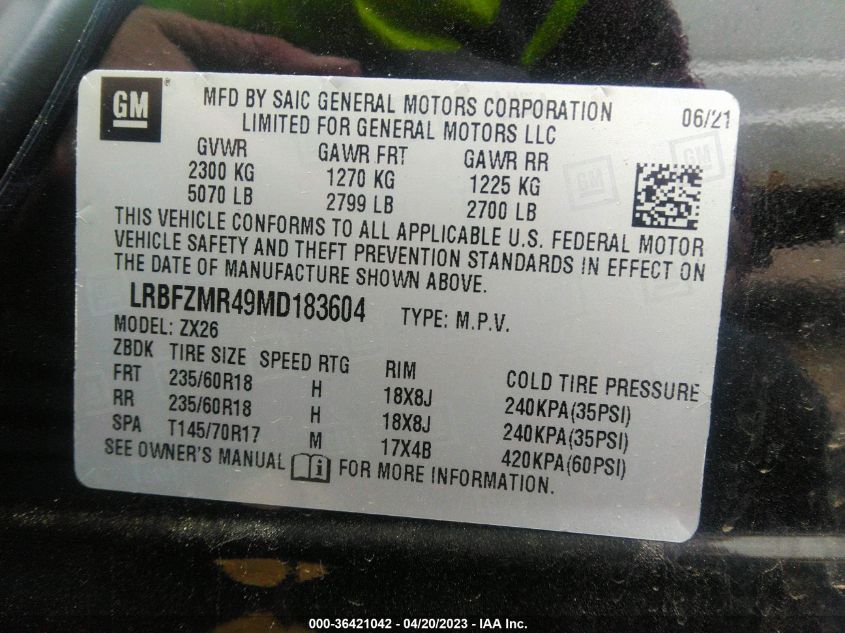 GM
MFD BY SAIC GENERAL MOTORS CORPORATION
LIMITED FOR GENERAL MOTORS LLC
06/21
GVWR GAWR FRT GAWR RR
2300 KG 1270 KG 1225 KG
5070 LB 2799 LB 2700 LB
THIS VEHICLE CONFORMS TO ALL APPLICABLE U.S. FEDERAL MOTOR
VEHICLE SAFETY AND THEFT PREVENTION STANDARDS IN EFFECT ON
THE DATE OF MANUFACTURE SHOWN ABOVE.
LRBFZMR49MD183604 TYPE: M.P.V.
MODEL: ZX26
ZBDK TIRE SIZE SPEED RTG RIM COLD TIRE PRESSURE
FRT 235/60R18 H 18X8J 240KPA(35PSI)
RR 235/60R18 H 18X8J 240KPA(35PSI)
SPA T145/70R17 M 17X4B 420KPA(60PSI)
SEE OWNER'S MANUAL i FOR MORE INFORMATION.
000-36421042 - 04/20/2023 - IAA Inc.